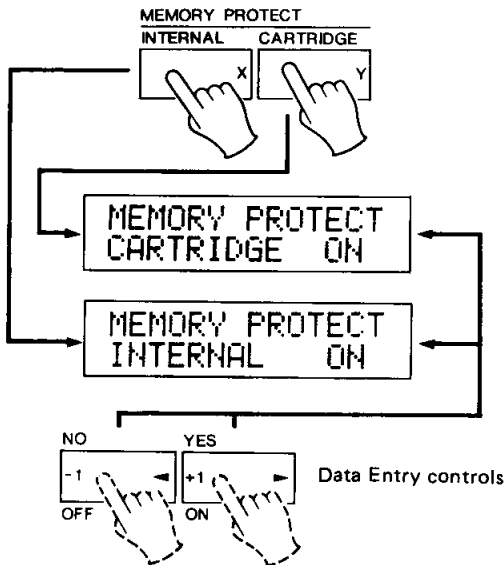 MEMORY PROTECT
INTERNAL CARTRIDGE
X Y
MEMORY PROTECT
CARTRIDGE ON
MEMORY PROTECT
INTERNAL ON
NO YES
-1 ◄ +1 ►
Data Entry controls
OFF ON